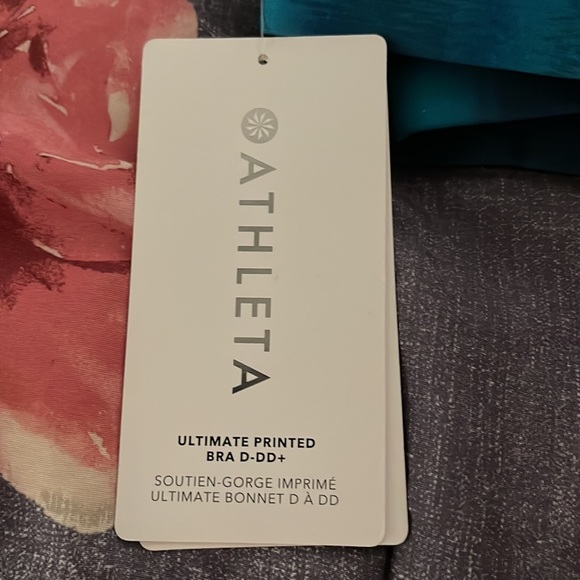 ATHLETA
ULTIMATE PRINTED
BRA D-DD+
SOUTIEN-GORGE IMPRIMÉ
ULTIMATE BONNET D À DD